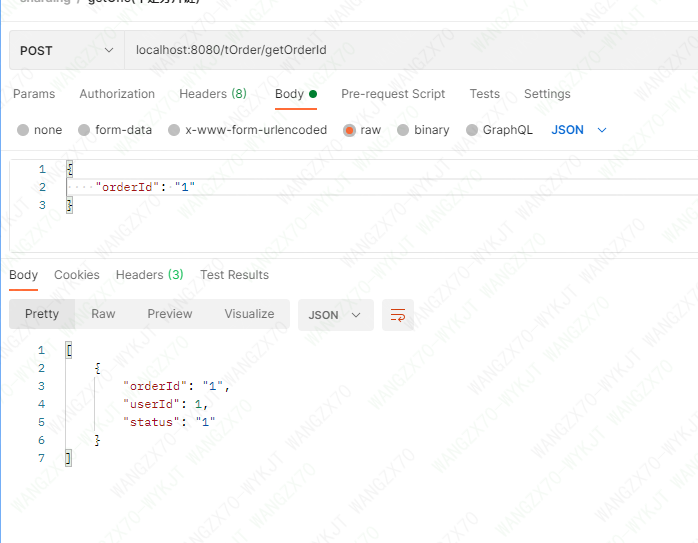 POST
localhost:8080/tOrder/getOrderId
Params Authorization Headers (8) Body Pre-request Script Tests Settings
none form-data x-www-form-urlencoded raw binary GraphQL JSON
1 {
2 "orderId": "1"
3 }
Body Cookies Headers (3) Test Results
Pretty Raw Preview Visualize JSON
1 [
2 {
3 "orderId": "1",
4 "userId": 1,
5 "status": "1"
6 }
7 ]
WANGZX70-WYKJT